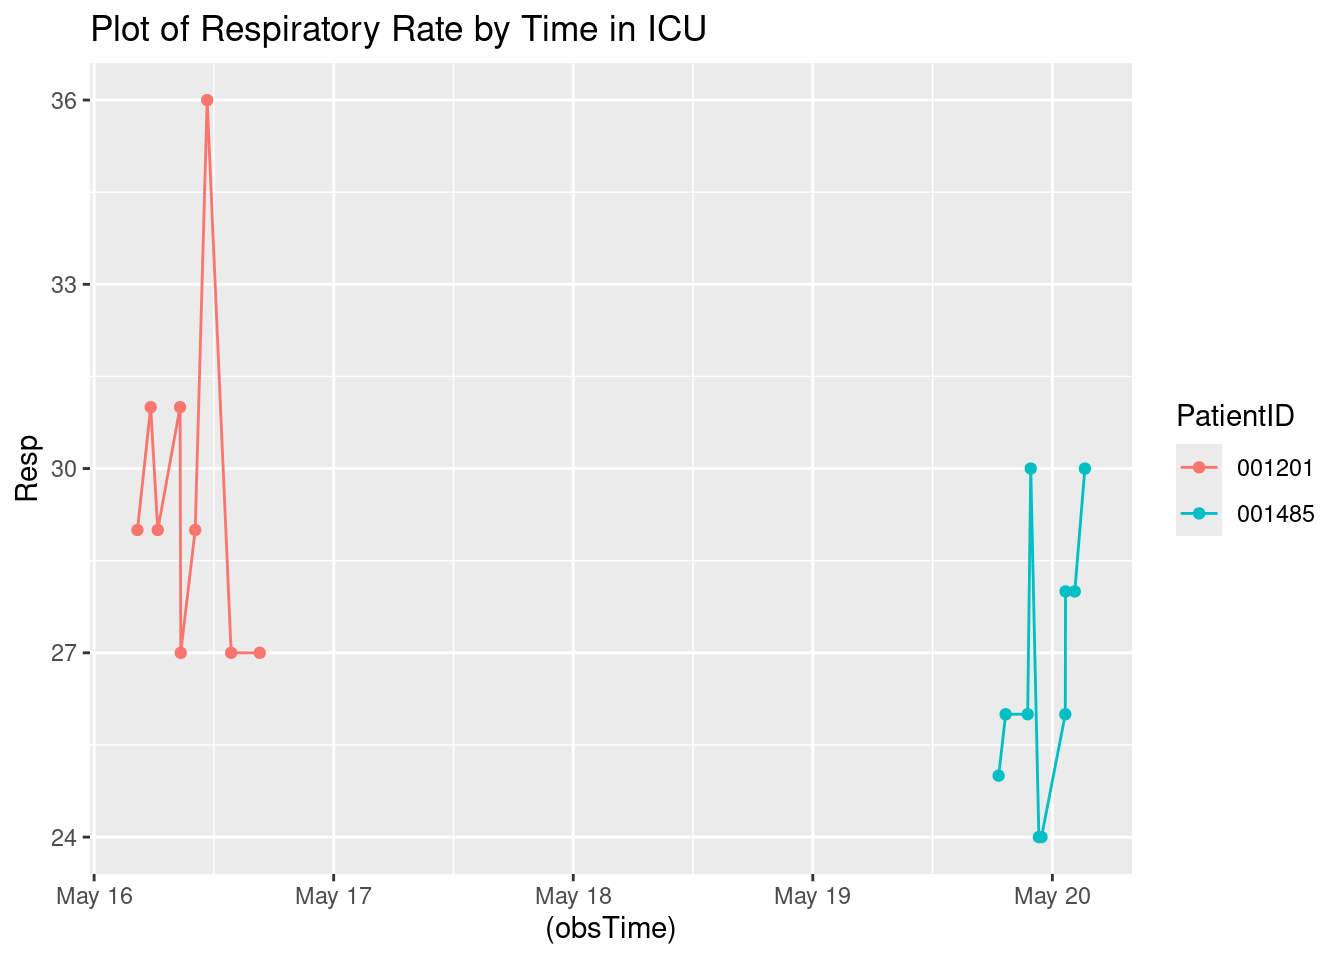 Plot of Respiratory Rate by Time in ICU
36
33
30
27
24
Resp
May 16
May 17
May 18
May 19
May 20
(obsTime)
PatientID
001201
001485